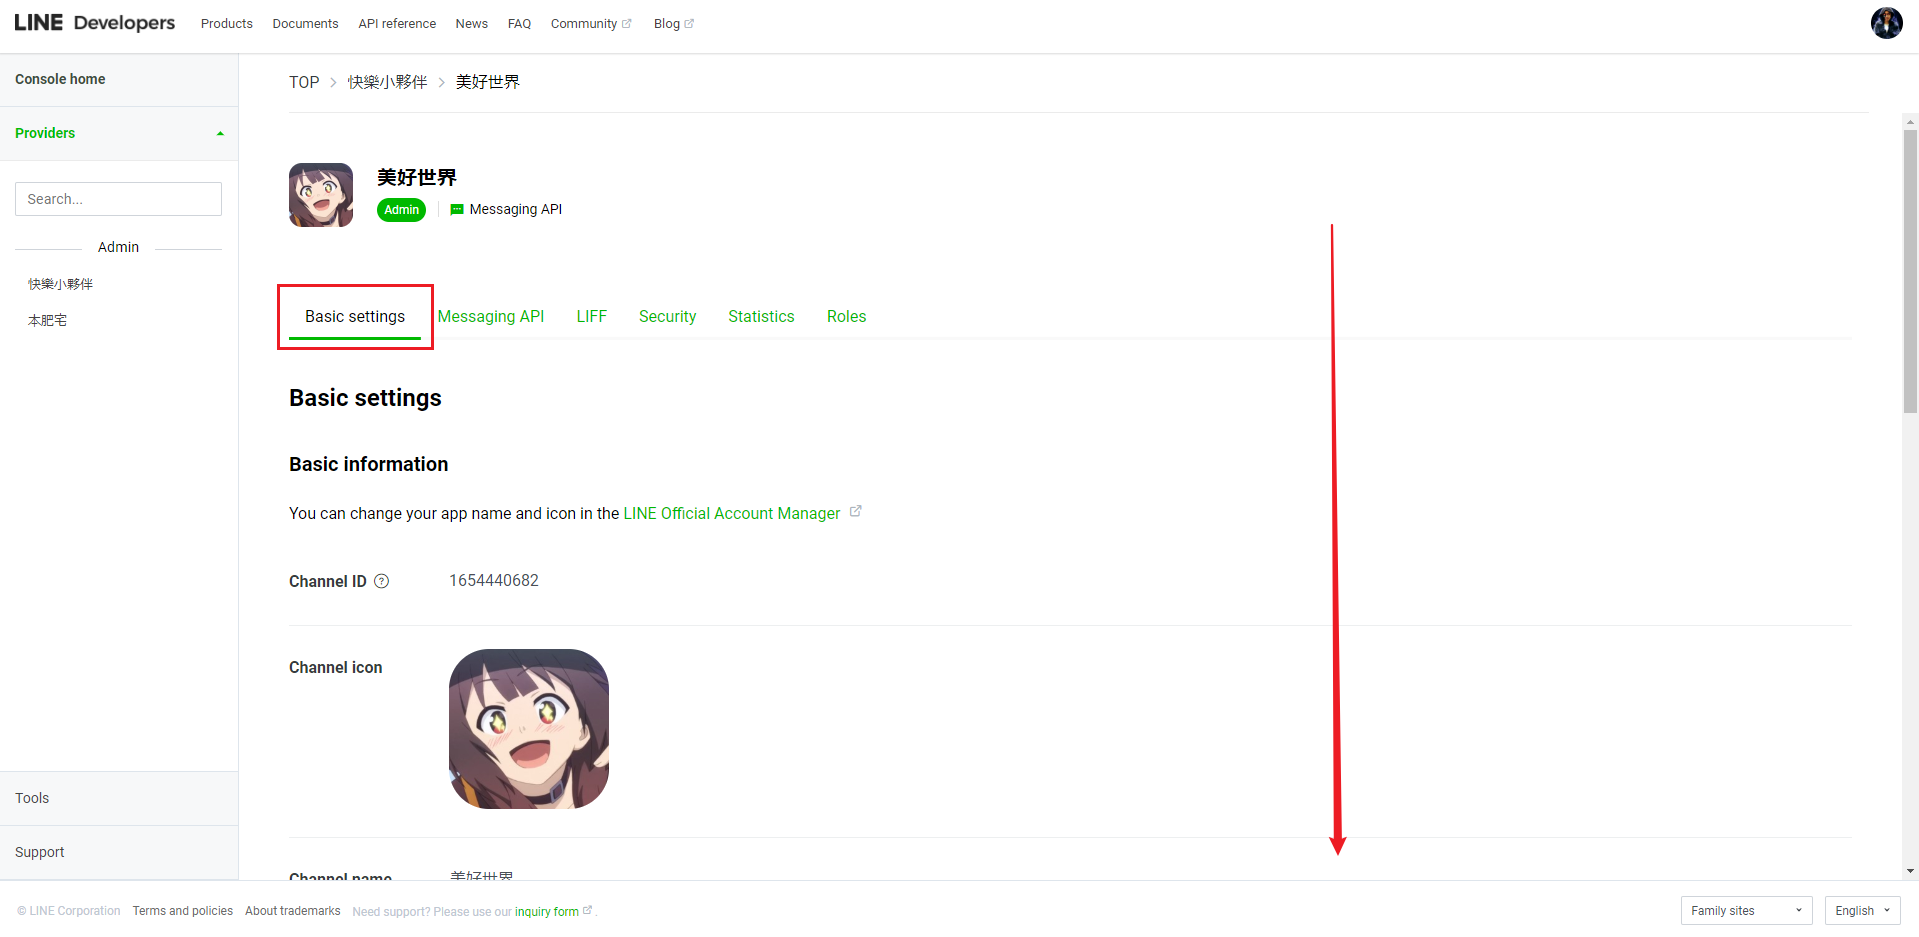 LINE Developers Products Documents API reference News FAQ Community Blog
Console home
Providers
Search...
Admin
快樂小夥伴
本肥宅
Tools
Support
TOP > 快樂小夥伴 > 美好世界
美好世界
Admin Messaging API
Basic settings Messaging API LIFF Security Statistics Roles
Basic settings
Basic information
You can change your app name and icon in the LINE Official Account Manager
Channel ID ? 1654440682
Channel icon
Channel name 美好世界
© LINE Corporation Terms and policies About trademarks Need support? Please use our inquiry form .
Family sites English